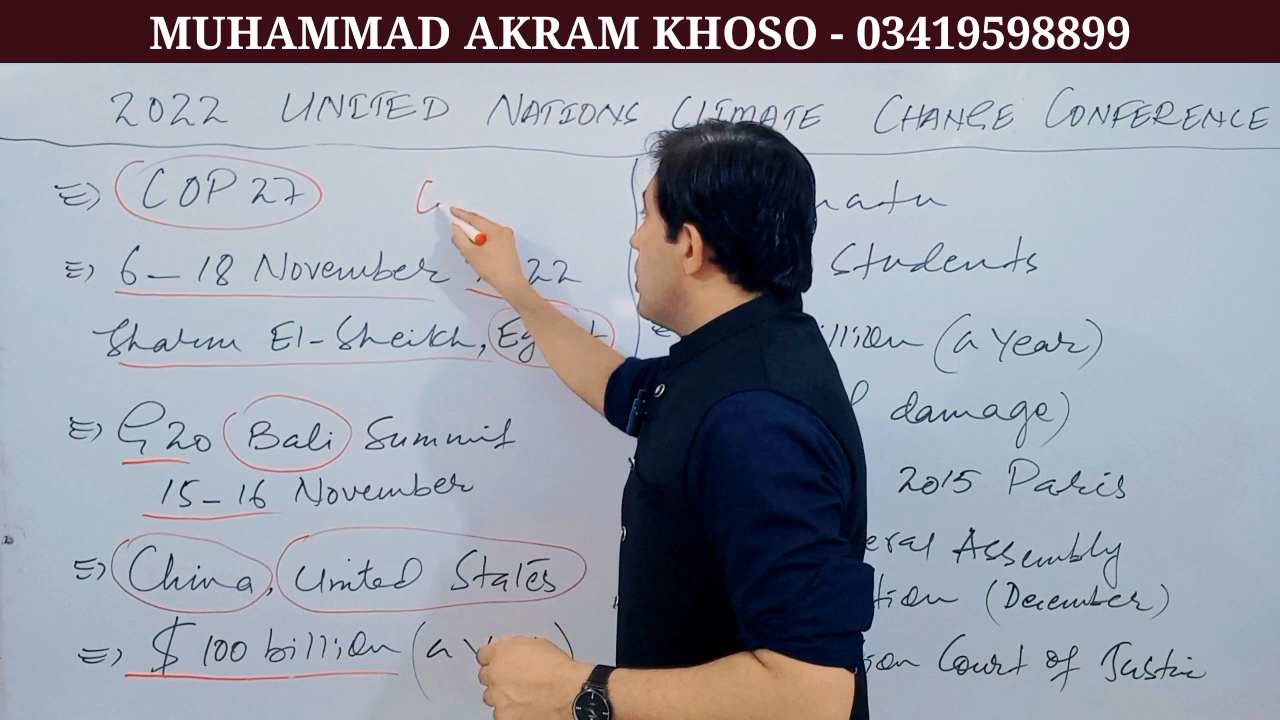 MUHAMMAD AKRAM KHOSO - 03419598899
2022 UNITED NATIONS CLIMATE CHANGE CONFERENCE
COP 27
6-18 November 22
Sharm El-Sheikh,
G20 Bali Summit
15-16 November
China, United States
$ 100 billion (a
Students
(a Year)
damage)
2015 Paris
Assembly
(December)
Court of Justic